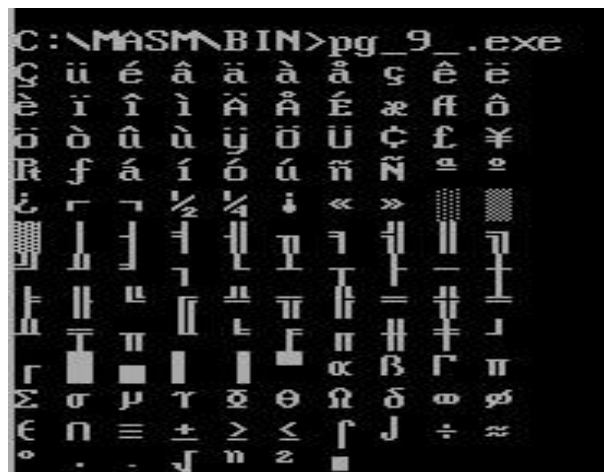 C:\MASM\BIN>pg_9_.exe
Ç ü é â ä à å ç ê ë
è ï î ì Ä Å É æ Æ ô
ö ò û ù ÿ Ö Ü ¢ £ ¥
₧ ƒ á í ó ú ñ Ñ ª º
¿ ⌐ ¬ ½ ¼ ¡ « » ░ ▒
▓ │ ┤ ╡ ╢ ╖ ╕ ╣ ║ ╗
╝ ╜ ╛ ┐ └ ┴ ┬ ├ ─ ┼
╞ ╟ ╚ ╔ ╩ ╦ ╠ ═ ╬ ╧
╨ ╤ ╥ ╙ ╘ ╒ ╓ ╫ ╪ ┘
┌ █ ▄ ▌ ▐ ▀ α ß Γ π
Σ σ µ τ Φ Θ Ω δ ∞ φ
ε ∩ ≡ ± ≥ ≤ ⌠ ⌡ ÷ ≈
° ∙ · √ ⁿ ² ■